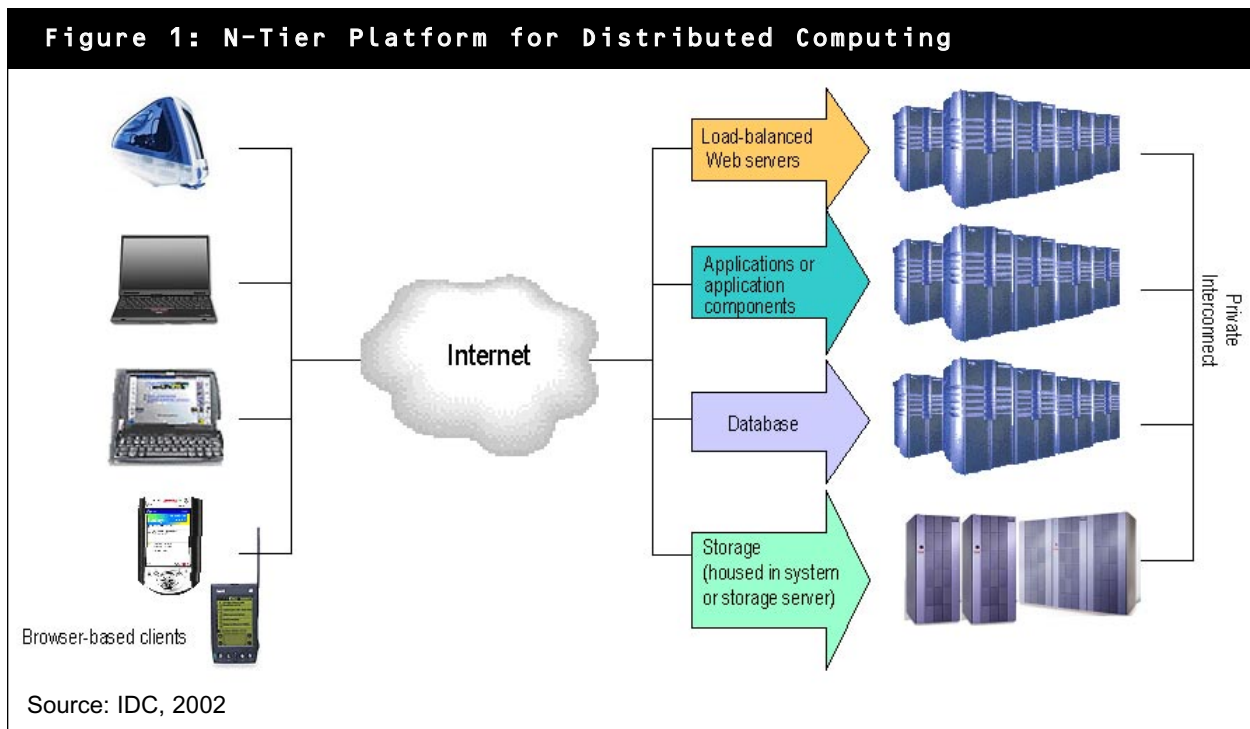 Figure 1: N-Tier Platform for Distributed Computing
Load-balanced
Web servers
Applications or
application
components
Internet
Database
Storage
(housed in system
or storage server)
Private
Interconnect
Browser-based clients
Source: IDC, 2002